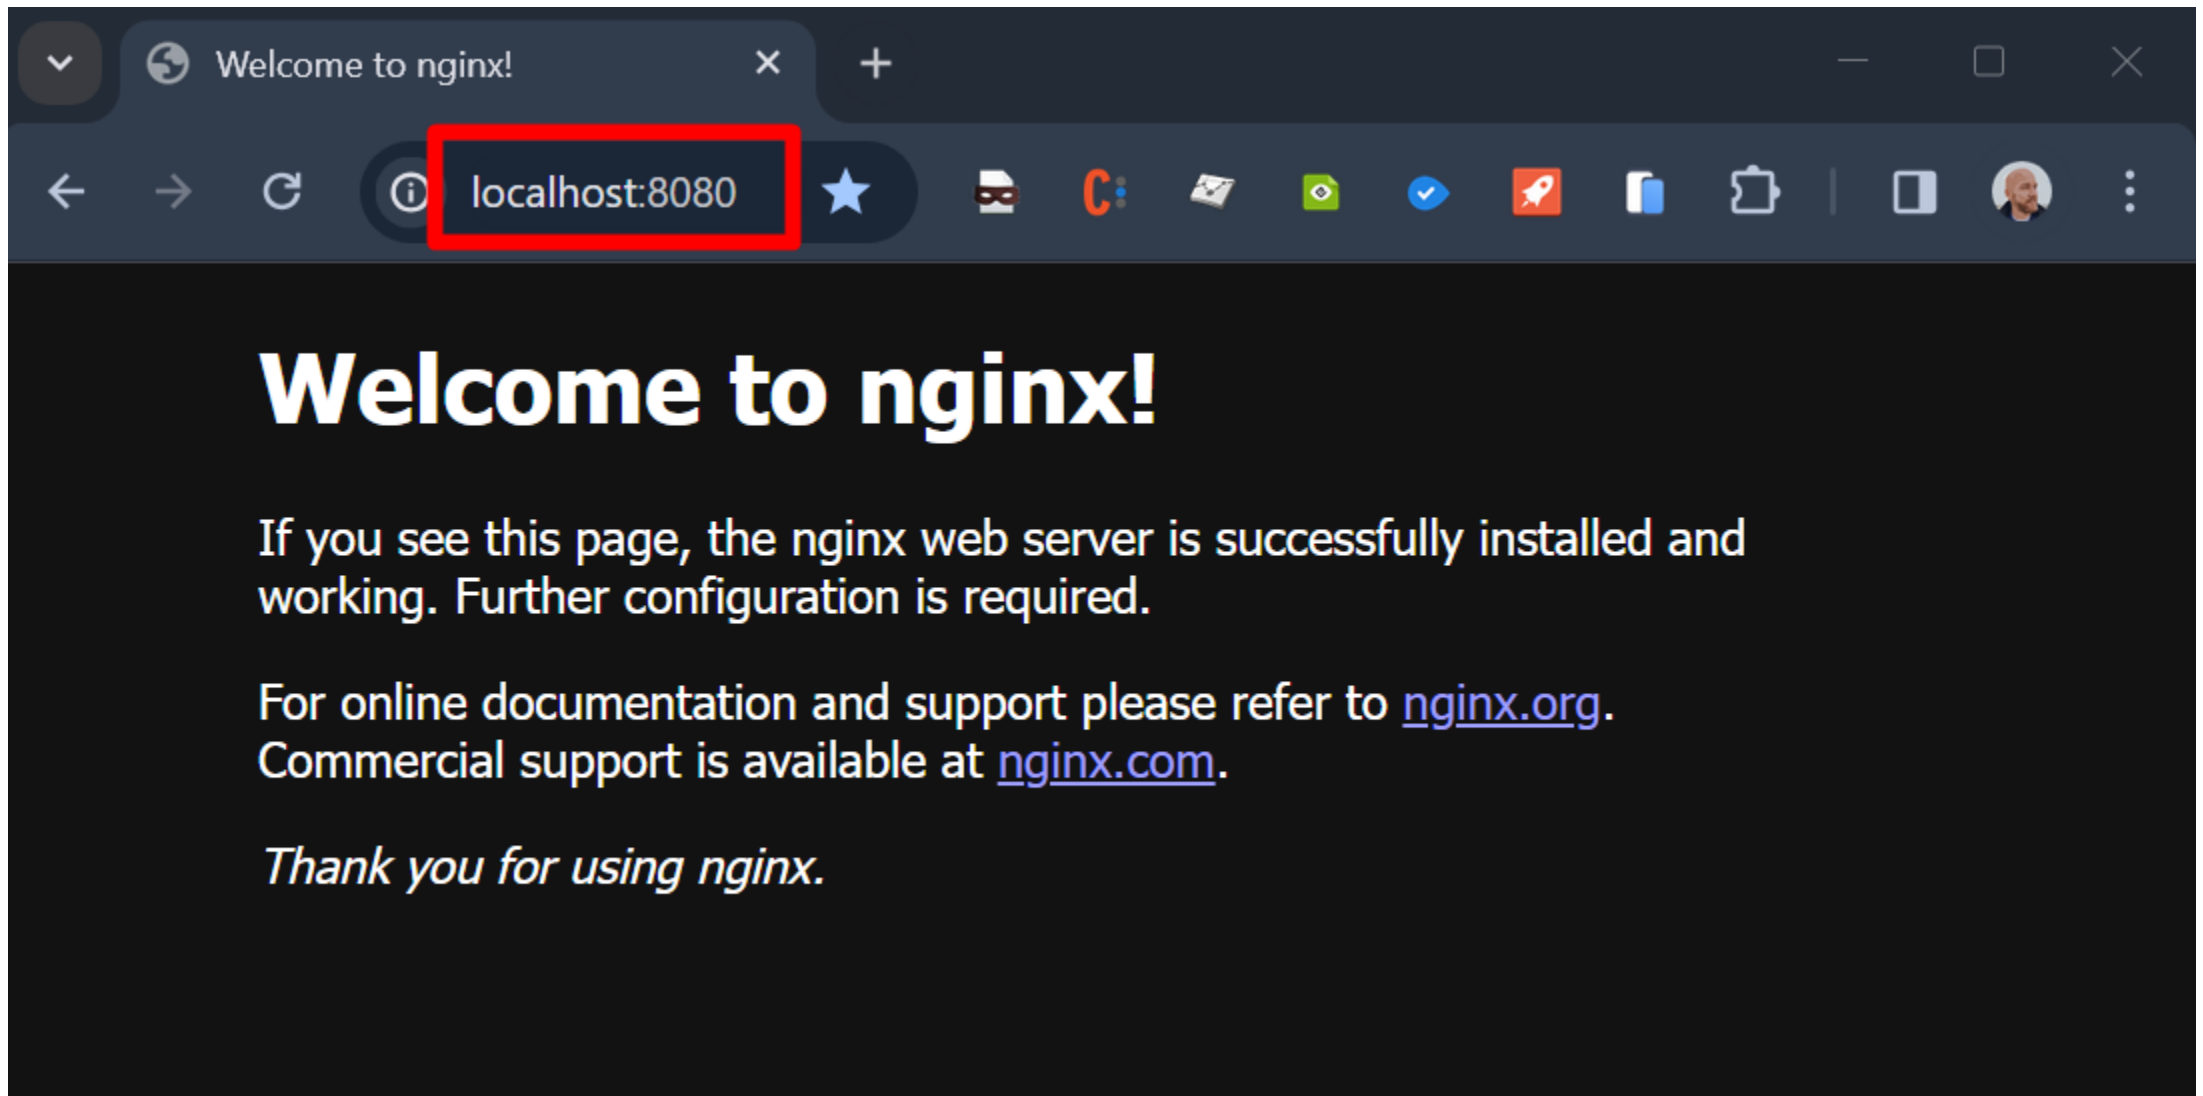 Welcome to nginx!
localhost:8080
Welcome to nginx!
If you see this page, the nginx web server is successfully installed and
working. Further configuration is required.
For online documentation and support please refer to nginx.org.
Commercial support is available at nginx.com.
Thank you for using nginx.